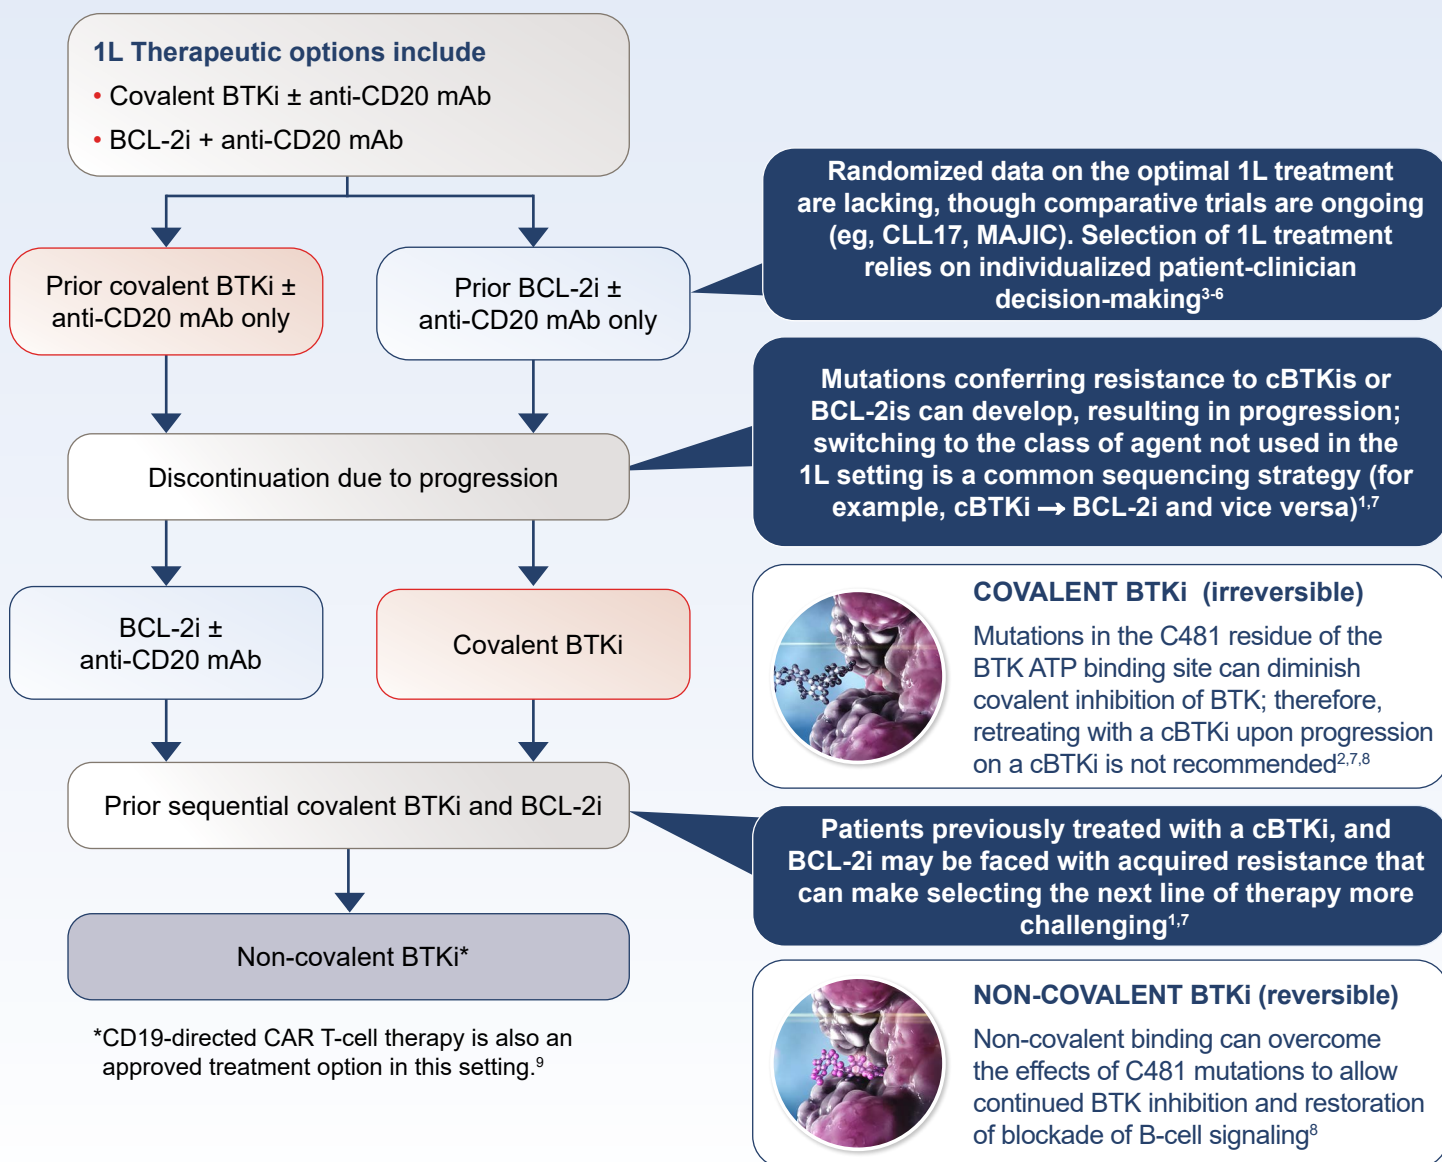 1L Therapeutic options include
• Covalent BTKi ± anti-CD20 mAb
• BCL-2i + anti-CD20 mAb
Prior covalent BTKi ±
anti-CD20 mAb only
Prior BCL-2i ±
anti-CD20 mAb only
Randomized data on the optimal 1L treatment
are lacking, though comparative trials are ongoing
(eg, CLL17, MAJIC). Selection of 1L treatment
relies on individualized patient-clinician
decision-making3-6
Discontinuation due to progression
Mutations conferring resistance to cBTKis or
BCL-2is can develop, resulting in progression;
switching to the class of agent not used in the
1L setting is a common sequencing strategy (for
example, cBTKi → BCL-2i and vice versa)1,7
BCL-2i ±
anti-CD20 mAb
Covalent BTKi
COVALENT BTKi (irreversible)
Mutations in the C481 residue of the
BTK ATP binding site can diminish
covalent inhibition of BTK; therefore,
retreating with a cBTKi upon progression
on a cBTKi is not recommended2,7,8
Prior sequential covalent BTKi and BCL-2i
Patients previously treated with a cBTKi, and
BCL-2i may be faced with acquired resistance that
can make selecting the next line of therapy more
challenging1,7
Non-covalent BTKi*
*CD19-directed CAR T-cell therapy is also an
approved treatment option in this setting.9
NON-COVALENT BTKi (reversible)
Non-covalent binding can overcome
the effects of C481 mutations to allow
continued BTK inhibition and restoration
of blockade of B-cell signaling8